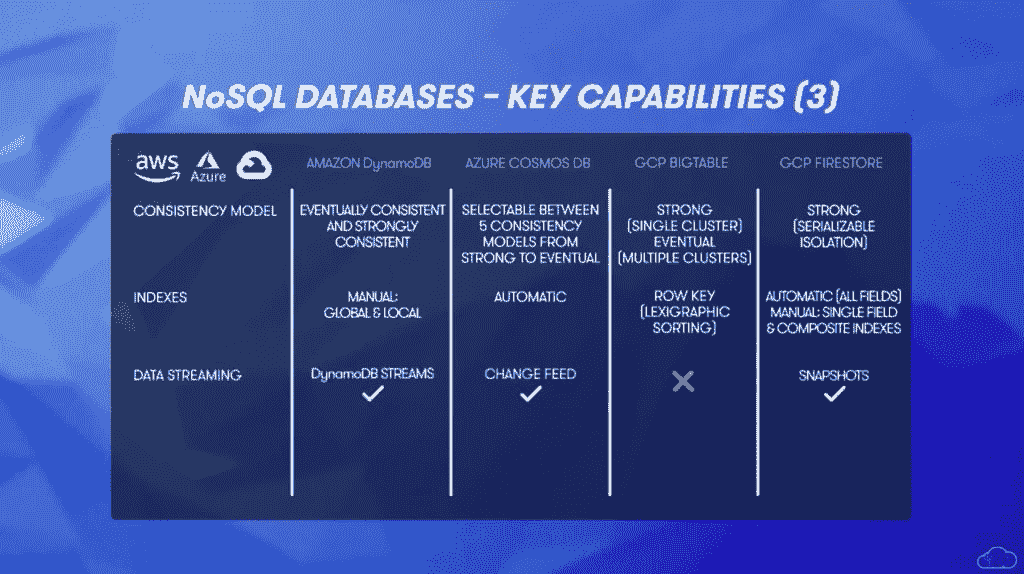 NoSQL DATABASES - KEY CAPABILITIES (3)
aws
Azure
AMAZON DynamoDB
AZURE COSMOS DB
GCP BIGTABLE
GCP FIRESTORE
CONSISTENCY MODEL
EVENTUALLY CONSISTENT
AND STRONGLY
CONSISTENT
SELECTABLE BETWEEN
5 CONSISTENCY
MODELS FROM
STRONG TO EVENTUAL
STRONG
(SINGLE CLUSTER)
EVENTUAL
(MULTIPLE CLUSTERS)
STRONG
(SERIALIZABLE
ISOLATION)
INDEXES
MANUAL:
GLOBAL & LOCAL
AUTOMATIC
ROW KEY
(LEXIGRAPHIC
SORTING)
AUTOMATIC (ALL FIELDS)
MANUAL: SINGLE FIELD
& COMPOSITE INDEXES
DATA STREAMING
DynamoDB STREAMS
CHANGE FEED
SNAPSHOTS